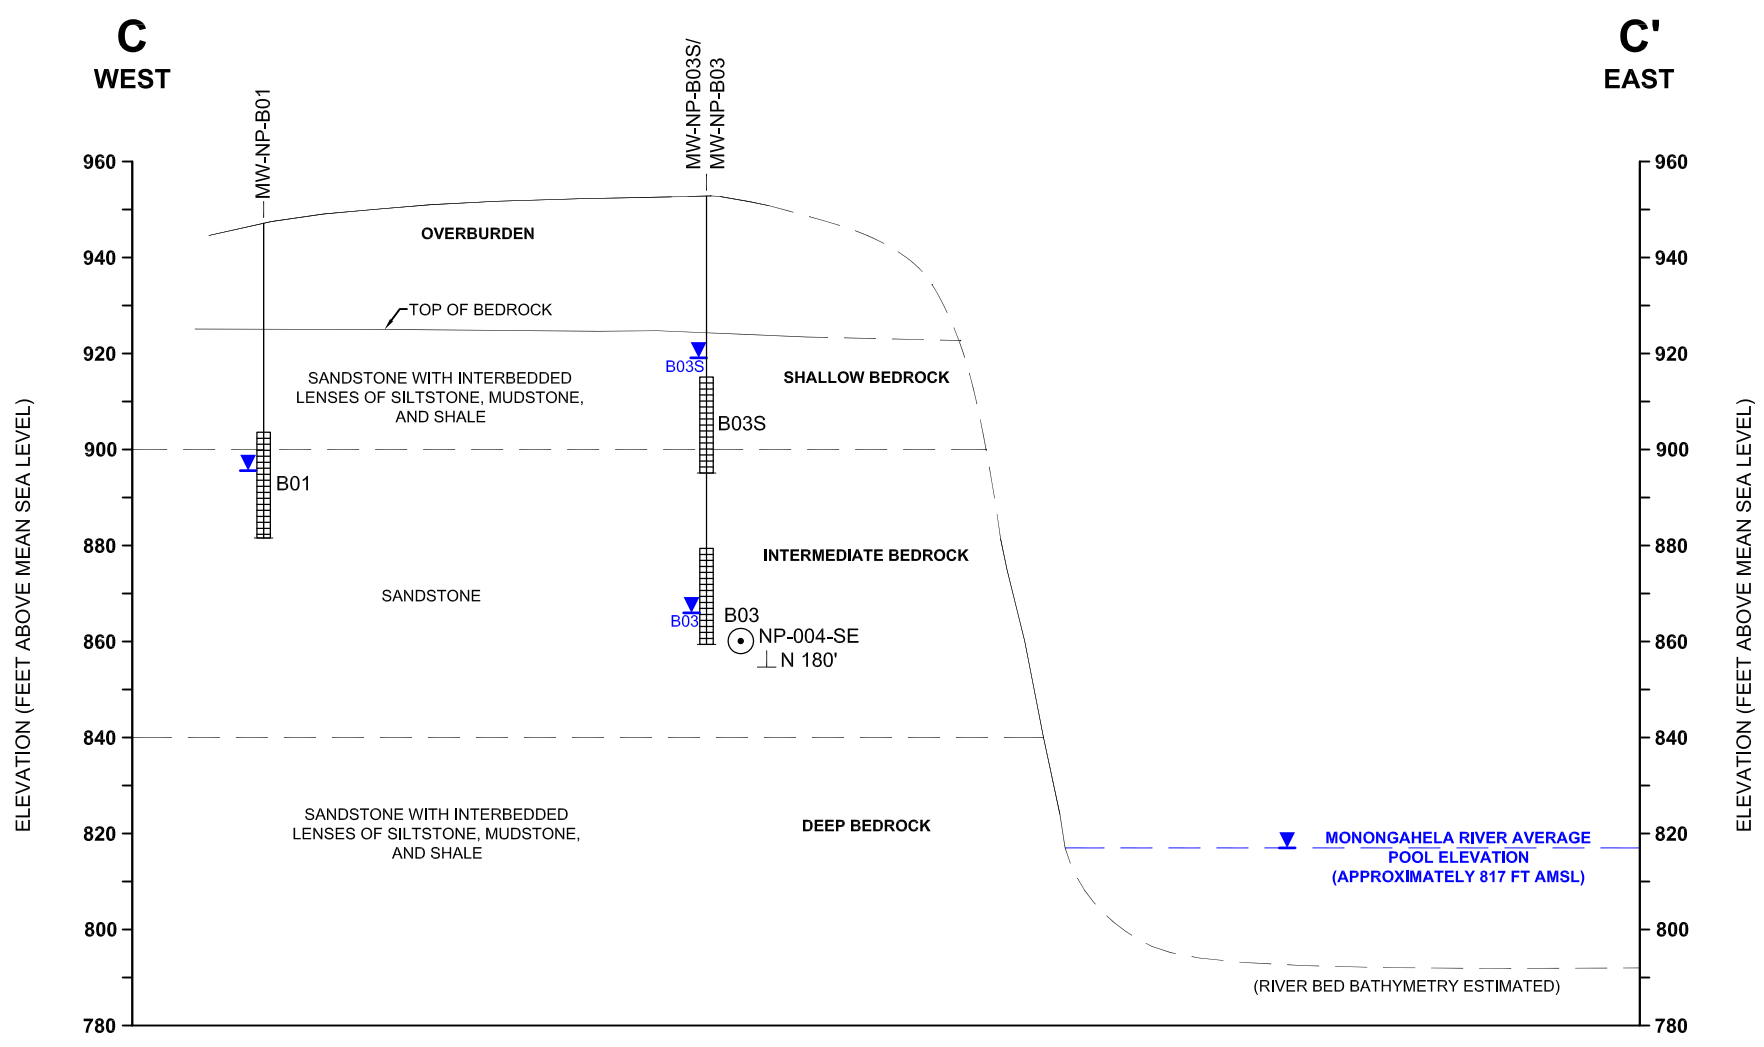 C
WEST
C'
EAST
MW-NP-B01
MW-NP-B03S/
MW-NP-B03
960
940
920
900
880
860
840
820
800
780
960
940
920
900
880
860
840
820
800
780
ELEVATION (FEET ABOVE MEAN SEA LEVEL)
ELEVATION (FEET ABOVE MEAN SEA LEVEL)
OVERBURDEN
TOP OF BEDROCK
B03S
SANDSTONE WITH INTERBEDDED
LENSES OF SILTSTONE, MUDSTONE,
AND SHALE
SHALLOW BEDROCK
B03S
B01
INTERMEDIATE BEDROCK
SANDSTONE
B03
B03
NP-004-SE
⊥ N 180'
SANDSTONE WITH INTERBEDDED
LENSES OF SILTSTONE, MUDSTONE,
AND SHALE
DEEP BEDROCK
MONONGAHELA RIVER AVERAGE
POOL ELEVATION
(APPROXIMATELY 817 FT AMSL)
(RIVER BED BATHYMETRY ESTIMATED)